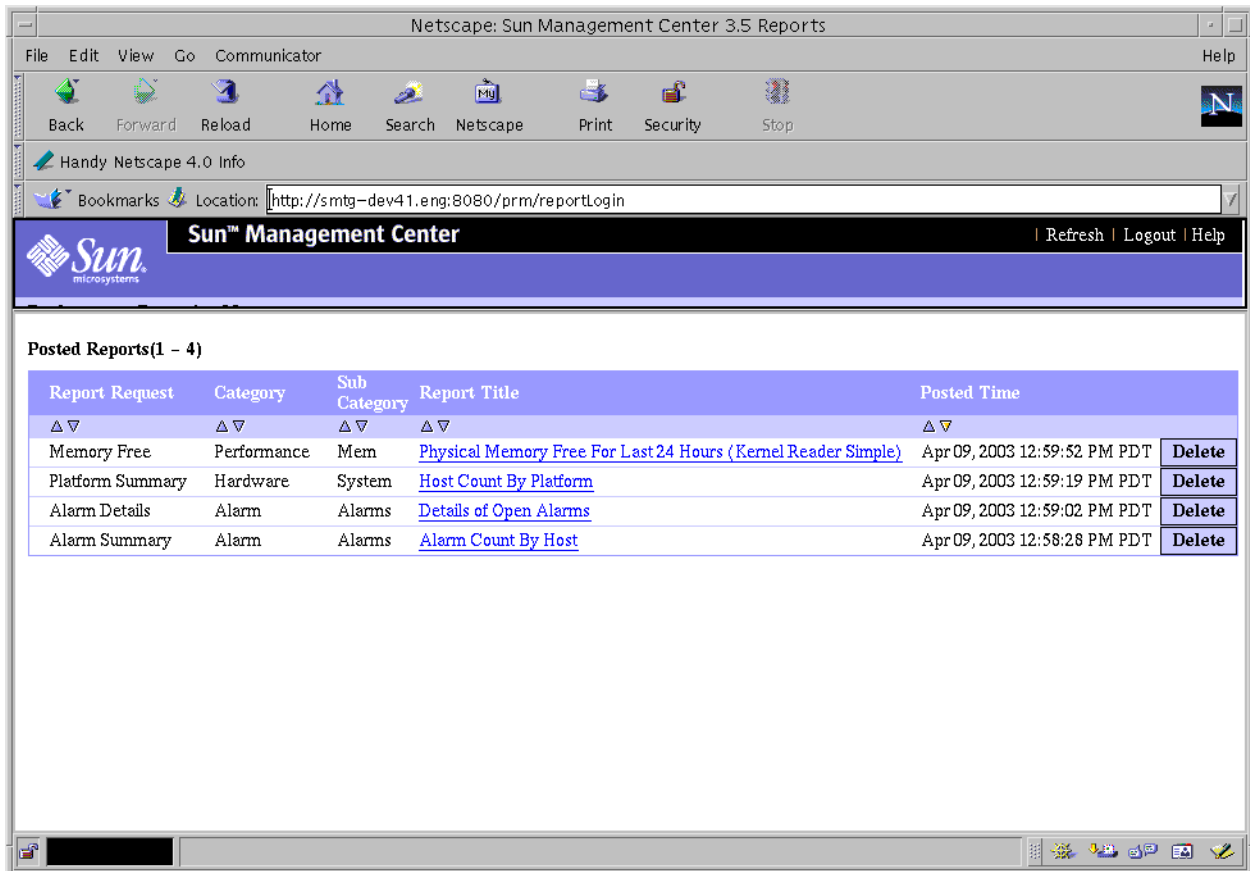 Netscape: Sun Management Center 3.5 Reports
File Edit View Go Communicator Help
Back Forward Reload Home Search Netscape Print Security Stop
My
N
Handy Netscape 4.0 Info
Bookmarks Location: http://smtg-dev41.eng:8080/prm/reportLogin
Sun™ Management Center | Refresh | Logout | Help
Sun.
microsystems
Posted Reports(1 - 4)
Report Request Category Sub Category Report Title Posted Time
Memory Free Performance Mem Physical Memory Free For Last 24 Hours (Kernel Reader Simple) Apr 09, 2003 12:59:52 PM PDT Delete
Platform Summary Hardware System Host Count By Platform Apr 09, 2003 12:59:19 PM PDT Delete
Alarm Details Alarm Alarms Details of Open Alarms Apr 09, 2003 12:59:02 PM PDT Delete
Alarm Summary Alarm Alarms Alarm Count By Host Apr 09, 2003 12:58:28 PM PDT Delete